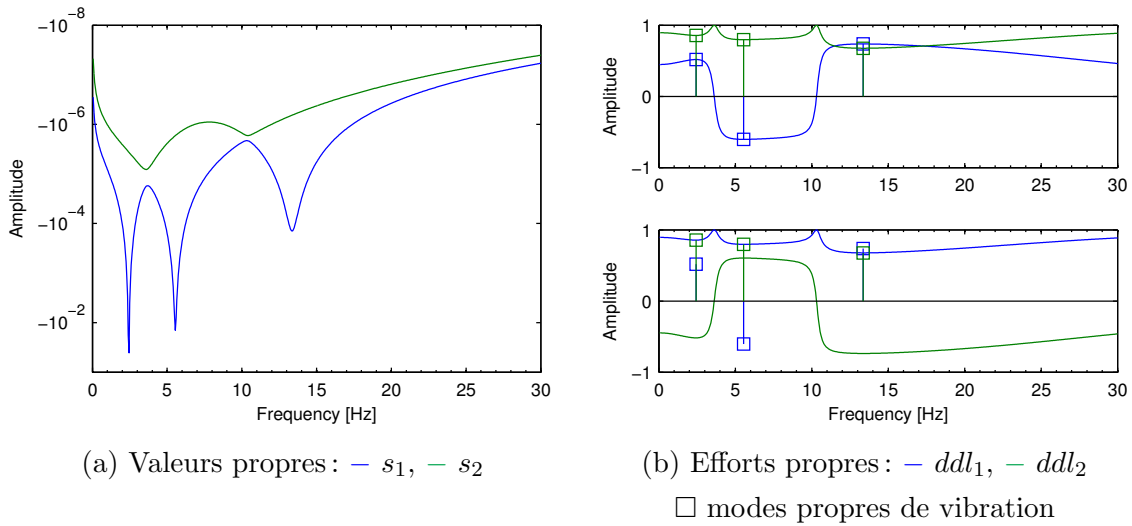 −10⁻⁸
−10⁻⁶
−10⁻⁴
−10⁻²
Amplitude
0 5 10 15 20 25 30
Frequency [Hz]
(a) Valeurs propres : − s₁, − s₂
1
0
−1
Amplitude
0 5 10 15 20 25 30
1
0
−1
Amplitude
0 5 10 15 20 25 30
Frequency [Hz]
(b) Efforts propres : − ddl₁, − ddl₂
□ modes propres de vibration